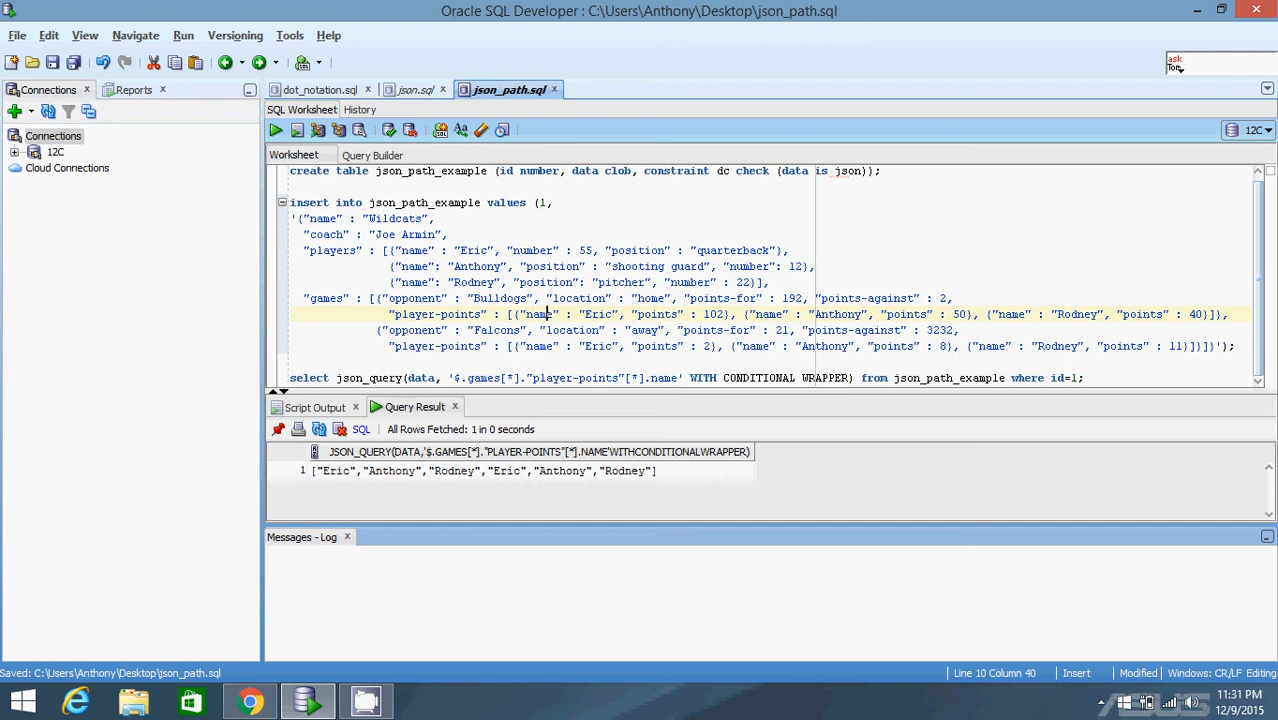 Oracle SQL Developer : C:\Users\Anthony\Desktop\json_path.sql
File Edit View Navigate Run Versioning Tools Help
ask
Tom
Connections Reports dot_notation.sql json.sql json_path.sql
SQL Worksheet History
12C
Worksheet Query Builder
Connections
12C
Cloud Connections
create table json_path_example (id number, data clob, constraint dc check (data is json));
insert into json_path_example values (1,
'{"name" : "Wildcats",
"coach" : "Joe Armin",
"players" : [{"name" : "Eric", "number" : 55, "position" : "quarterback"},
{"name": "Anthony", "position" : "shooting guard", "number": 12},
{"name": "Rodney", "position": "pitcher", "number" : 22}],
"games" : [{"opponent" : "Bulldogs", "location" : "home", "points-for" : 192, "points-against" : 2,
"player-points" : [{"name" : "Eric", "points" : 102}, {"name" : "Anthony", "points" : 50}, {"name" : "Rodney", "points" : 40}]},
{"opponent" : "Falcons", "location" : "away", "points-for" : 21, "points-against" : 3232,
"player-points" : [{"name" : "Eric", "points" : 2}, {"name" : "Anthony", "points" : 8}, {"name" : "Rodney", "points" : 11}]}]}');
select json_query(data, '$.games[*]."player-points"[*].name' WITH CONDITIONAL WRAPPER) from json_path_example where id=1;
Script Output Query Result
SQL All Rows Fetched: 1 in 0 seconds
JSON_QUERY(DATA,'$.GAMES[*]."PLAYER-POINTS"[*].NAME'WITHCONDITIONALWRAPPER)
1 ["Eric","Anthony","Rodney","Eric","Anthony","Rodney"]
Messages - Log
Saved: C:\Users\Anthony\Desktop\json_path.sql
Line 10 Column 40 Insert Modified Windows: CR/LF Editing
ASUS
11:31 PM
12/9/2015